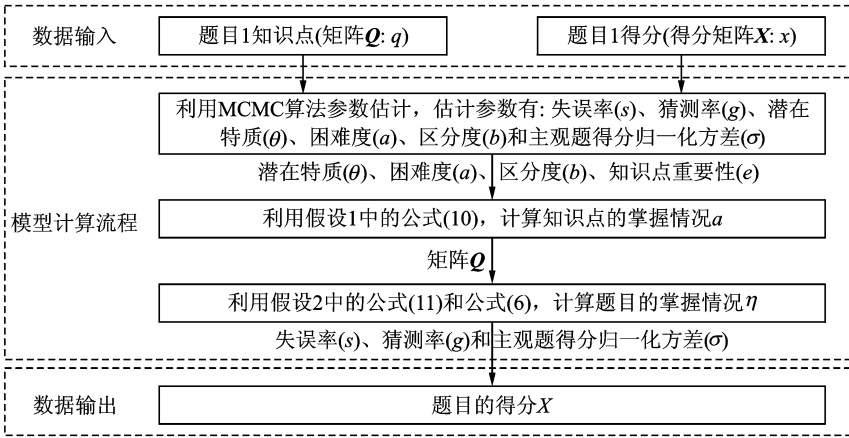 数据输入
题目1知识点(矩阵Q: q)
题目1得分(得分矩阵X: x)
模型计算流程
利用MCMC算法参数估计，估计参数有: 失误率(s)、猜测率(g)、潜在
特质(θ)、困难度(a)、区分度(b)和主观题得分归一化方差(σ)
潜在特质(θ)、困难度(a)、区分度(b)、知识点重要性(e)
利用假设1中的公式(10)，计算知识点的掌握情况a
矩阵Q
利用假设2中的公式(11)和公式(6)，计算题目的掌握情况η
失误率(s)、猜测率(g)和主观题得分归一化方差(σ)
数据输出
题目的得分X